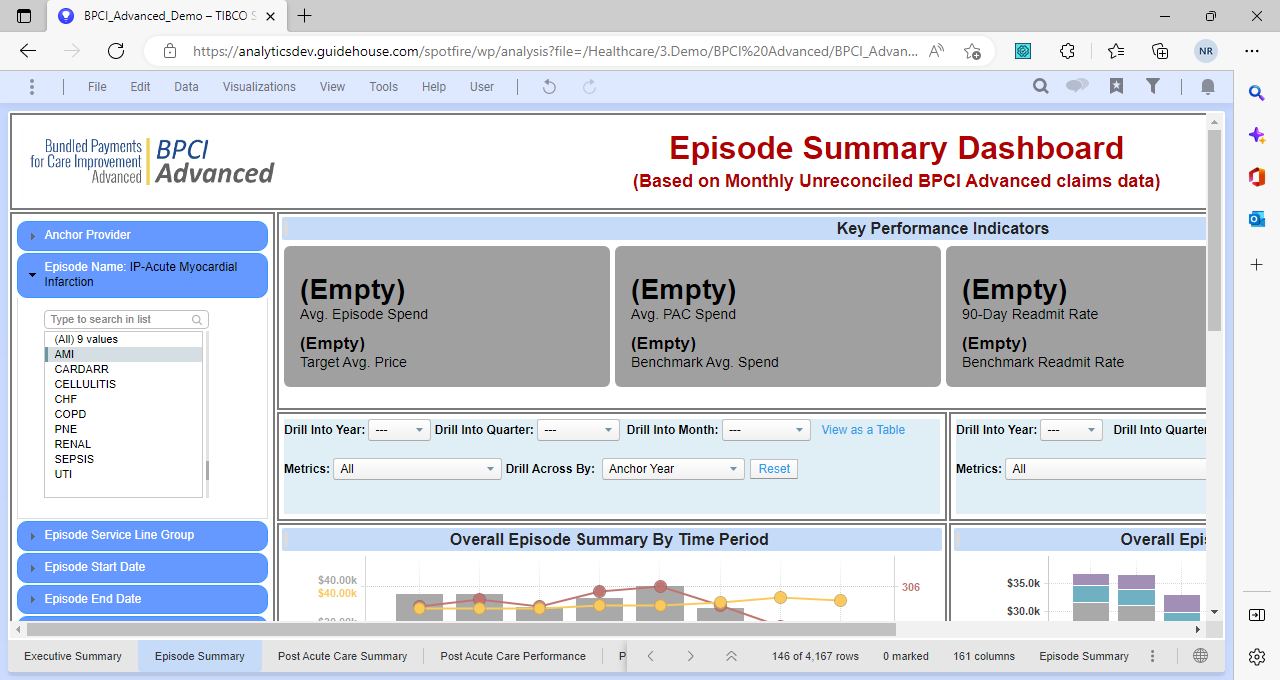 BPCI_Advanced_Demo – TIBCO S
https://analyticsdev.guidehouse.com/spotfire/wp/analysis?file=/Healthcare/3.Demo/BPCI%20Advanced/BPCI_Advan...
NR
File Edit Data Visualizations View Tools Help User
Bundled Payments
for Care Improvement
Advanced
BPCI
Advanced
Episode Summary Dashboard
(Based on Monthly Unreconciled BPCI Advanced claims data)
Anchor Provider
Episode Name: IP-Acute Myocardial
Infarction
Type to search in list
(All) 9 values
AMI
CARDARR
CELLULITIS
CHF
COPD
PNE
RENAL
SEPSIS
UTI
Episode Service Line Group
Episode Start Date
Episode End Date
Key Performance Indicators
(Empty)
Avg. Episode Spend
(Empty)
Target Avg. Price
(Empty)
Avg. PAC Spend
(Empty)
Benchmark Avg. Spend
(Empty)
90-Day Readmit Rate
(Empty)
Benchmark Readmit Rate
Drill Into Year: --- Drill Into Quarter: --- Drill Into Month: --- View as a Table
Metrics: All Drill Across By: Anchor Year Reset
Drill Into Year: --- Drill Into Quarter
Metrics: All
Overall Episode Summary By Time Period
$40.00k
$40.00k
306
Overall Epi
$35.0k
$30.0k
Executive Summary Episode Summary Post Acute Care Summary Post Acute Care Performance P
146 of 4,167 rows 0 marked 161 columns Episode Summary